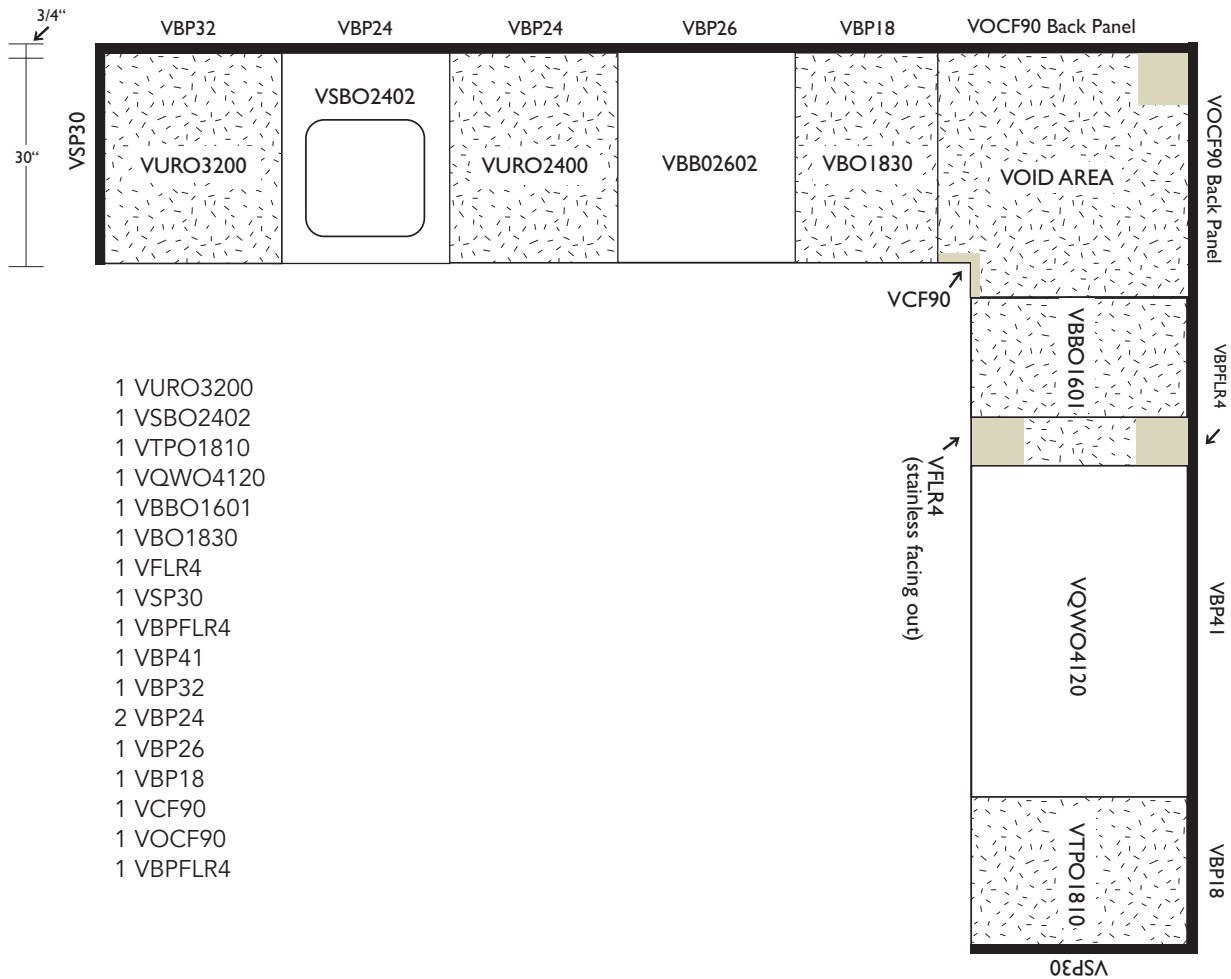 3/4“
VBP32
VBP24
VBP24
VBP26
VBP18
VOCF90 Back Panel
30“
VSP30
VURO3200
VSBO2402
VURO2400
VBB02602
VBO1830
VOID AREA
VOCF90 Back Panel
VCF90
VBBO1601
VBPFLR4
VFLR4
(stainless facing out)
VQWO4120
VBP41
VTPO1810
VBP18
VSP30
1 VURO3200
1 VSBO2402
1 VTPO1810
1 VQWO4120
1 VBBO1601
1 VBO1830
1 VFLR4
1 VSP30
1 VBPFLR4
1 VBP41
1 VBP32
2 VBP24
1 VBP26
1 VBP18
1 VCF90
1 VOCF90
1 VBPFLR4